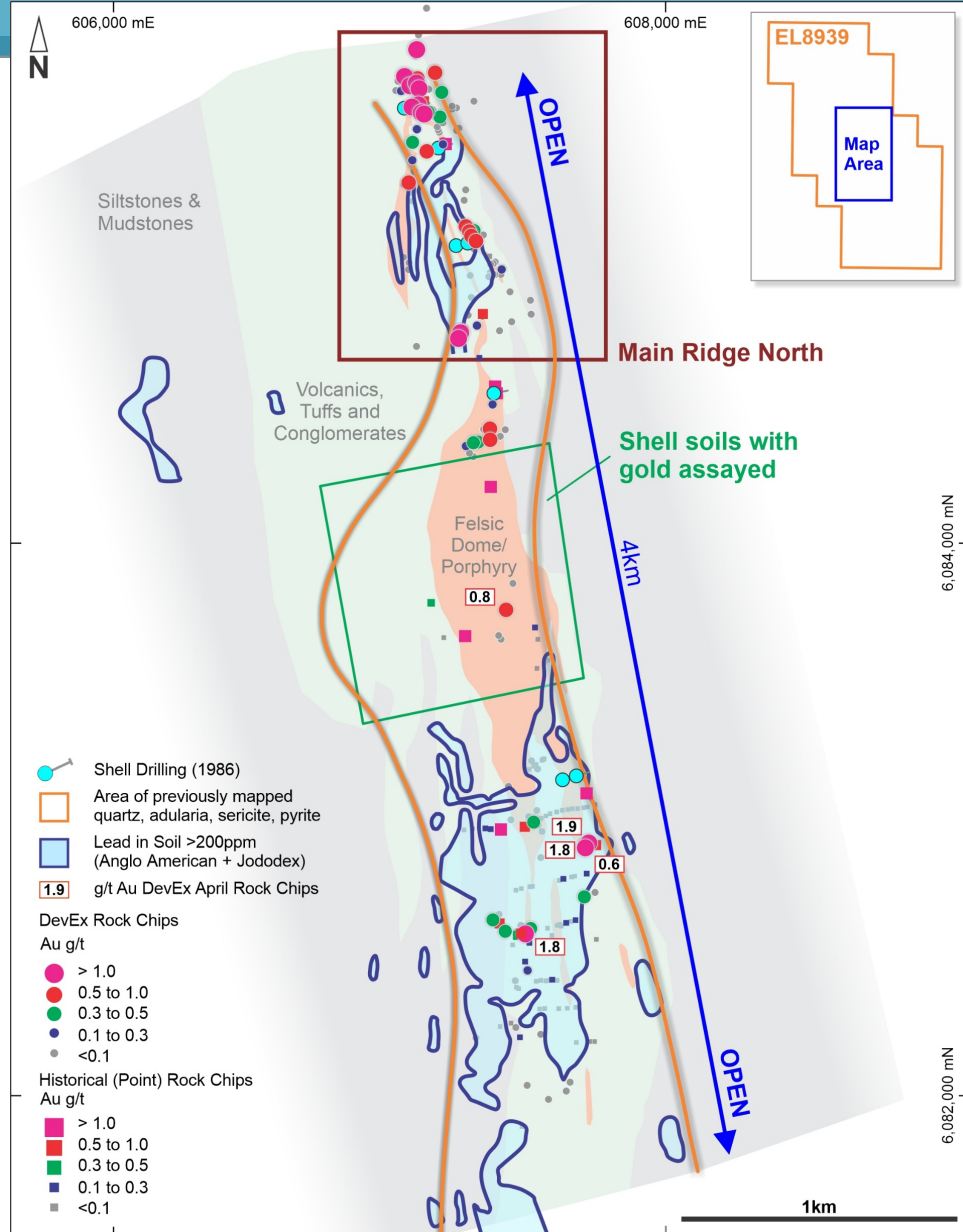 606,000 mE
608,000 mE
N
EL8939
Map
Area
OPEN
Siltstones &
Mudstones
Main Ridge North
Volcanics,
Tuffs and
Conglomerates
Shell soils with
gold assayed
Felsic
Dome/
Porphyry
6,084,000 mN
4km
0.8
Shell Drilling (1986)
Area of previously mapped
quartz, adularia, sericite, pyrite
Lead in Soil >200ppm
(Anglo American + Jododex)
1.9 g/t Au DevEx April Rock Chips
1.9
1.8
0.6
1.8
DevEx Rock Chips
Au g/t
> 1.0
0.5 to 1.0
0.3 to 0.5
0.1 to 0.3
<0.1
Historical (Point) Rock Chips
Au g/t
> 1.0
0.5 to 1.0
0.3 to 0.5
0.1 to 0.3
<0.1
OPEN
6,082,000 mN
1km